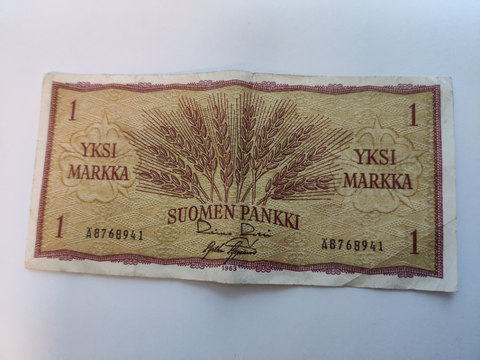 1 1
YKSI
MARKKA
YKSI
MARKKA
SUOMEN PANKKI
1 1
A8768941 A8768941
1963